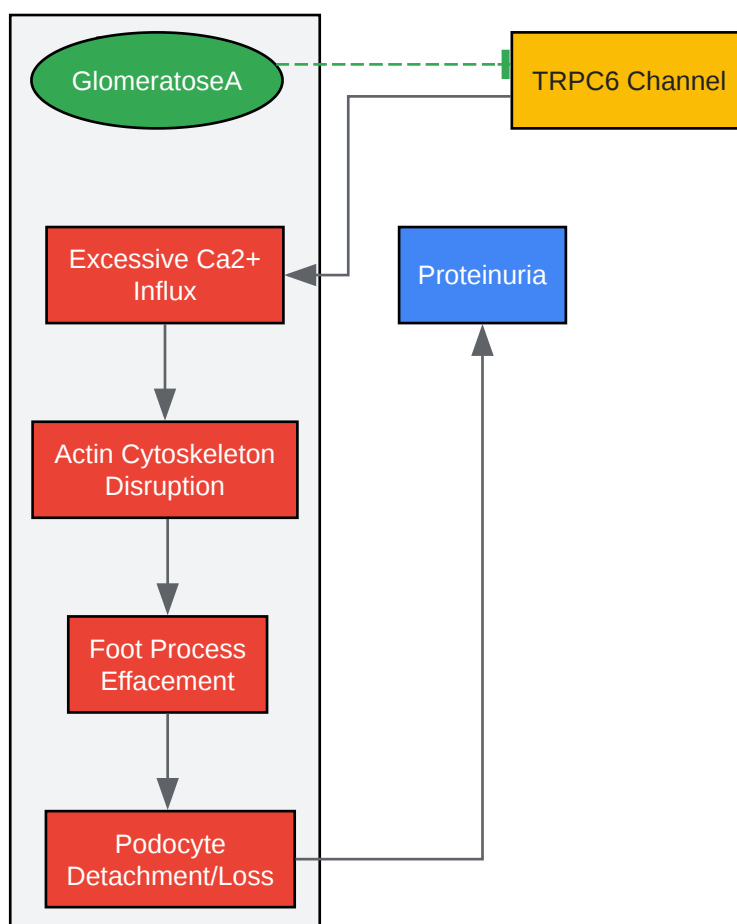 GlomeratoseA
TRPC6 Channel
Excessive Ca2+
Influx
Proteinuria
Actin Cytoskeleton
Disruption
Foot Process
Effacement
Podocyte
Detachment/Loss